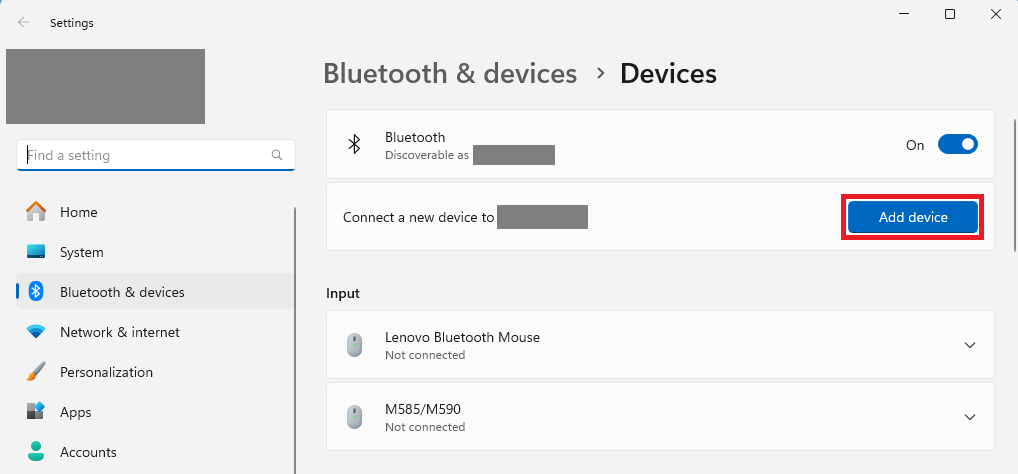 Settings
Find a setting
Home
System
Bluetooth & devices
Network & internet
Personalization
Apps
Accounts
Bluetooth & devices > Devices
Bluetooth
Discoverable as
On
Connect a new device to
Add device
Input
Lenovo Bluetooth Mouse
Not connected
M585/M590
Not connected